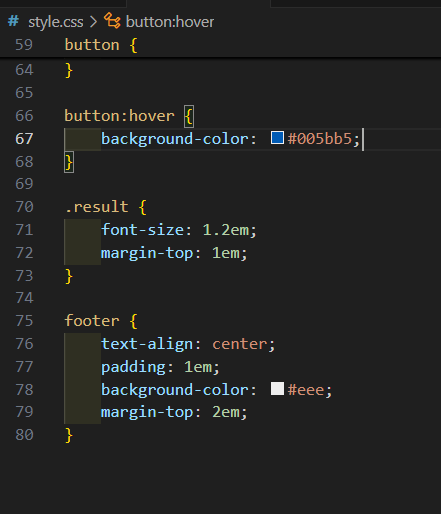 # style.css > button:hover
59 button {
64 }
65
66 button:hover {
67     background-color: #005bb5;
68 }
69
70 .result {
71     font-size: 1.2em;
72     margin-top: 1em;
73 }
74
75 footer {
76     text-align: center;
77     padding: 1em;
78     background-color: #eee;
79     margin-top: 2em;
80 }